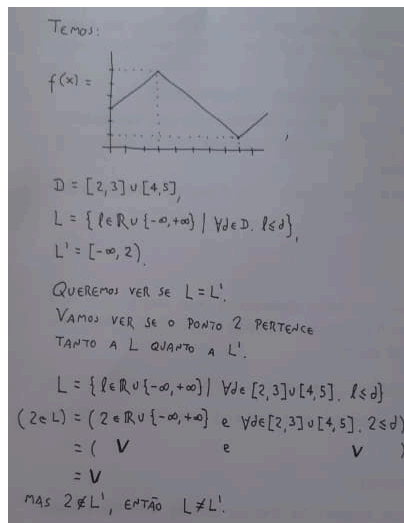 TEMOS:
f(x) = ,
D = [2,3]∪[4,5],
L = {ℓ∈ℝ∪{-∞,+∞} | ∀d∈D. ℓ≤d},
L' = [-∞, 2).
QUEREMOS VER SE L = L'.
VAMOS VER SE O PONTO 2 PERTENCE
TANTO A L QUANTO A L'.
L = {ℓ∈ℝ∪{-∞,+∞} | ∀d∈[2,3]∪[4,5]. ℓ≤d}
(2∈L) = (2∈ℝ∪{-∞,+∞} e ∀d∈[2,3]∪[4,5]. 2≤d)
= ( V e V )
= V
MAS 2∉L', ENTÃO L≠L'.